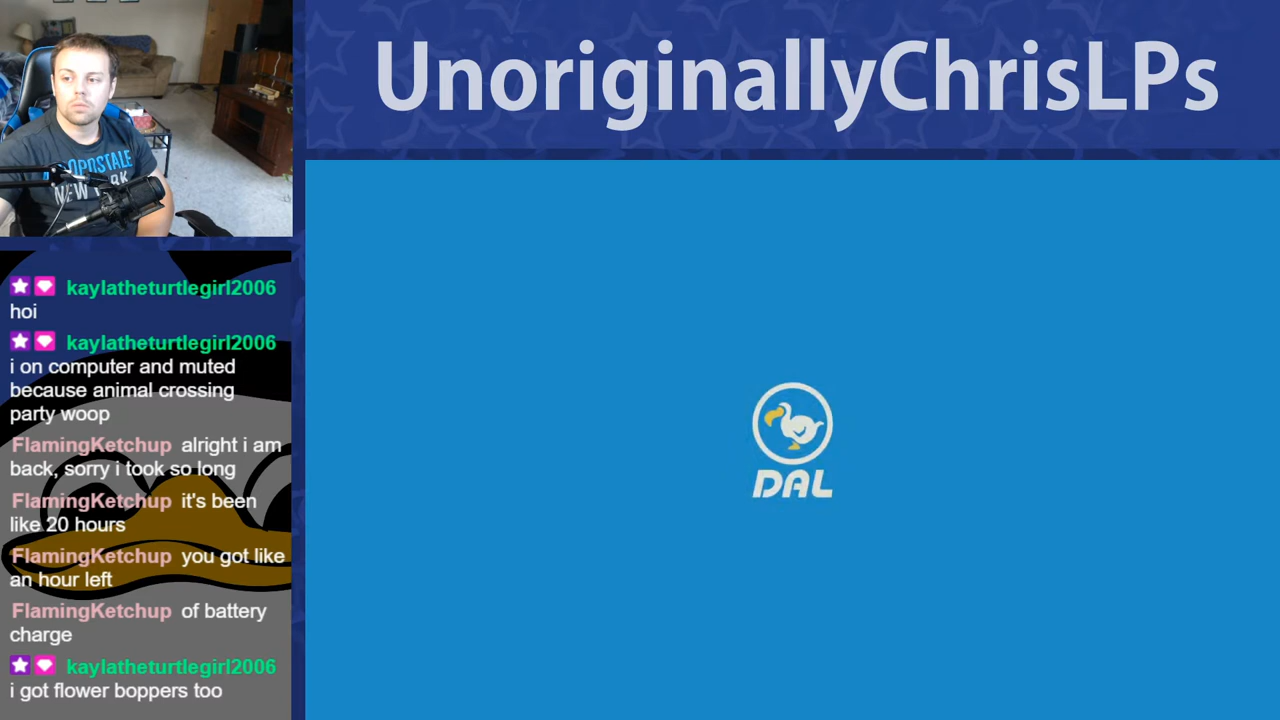 UnoriginallyChrisLPs
NEW YORK
kaylatheturtlegirl2006
hoi
kaylatheturtlegirl2006
i on computer and muted
because animal crossing
party woop
FlamingKetchup alright i am
back, sorry i took so long
FlamingKetchup it's been
like 20 hours
FlamingKetchup you got like
an hour left
FlamingKetchup of battery
charge
kaylatheturtlegirl2006
i got flower boppers too
DAL